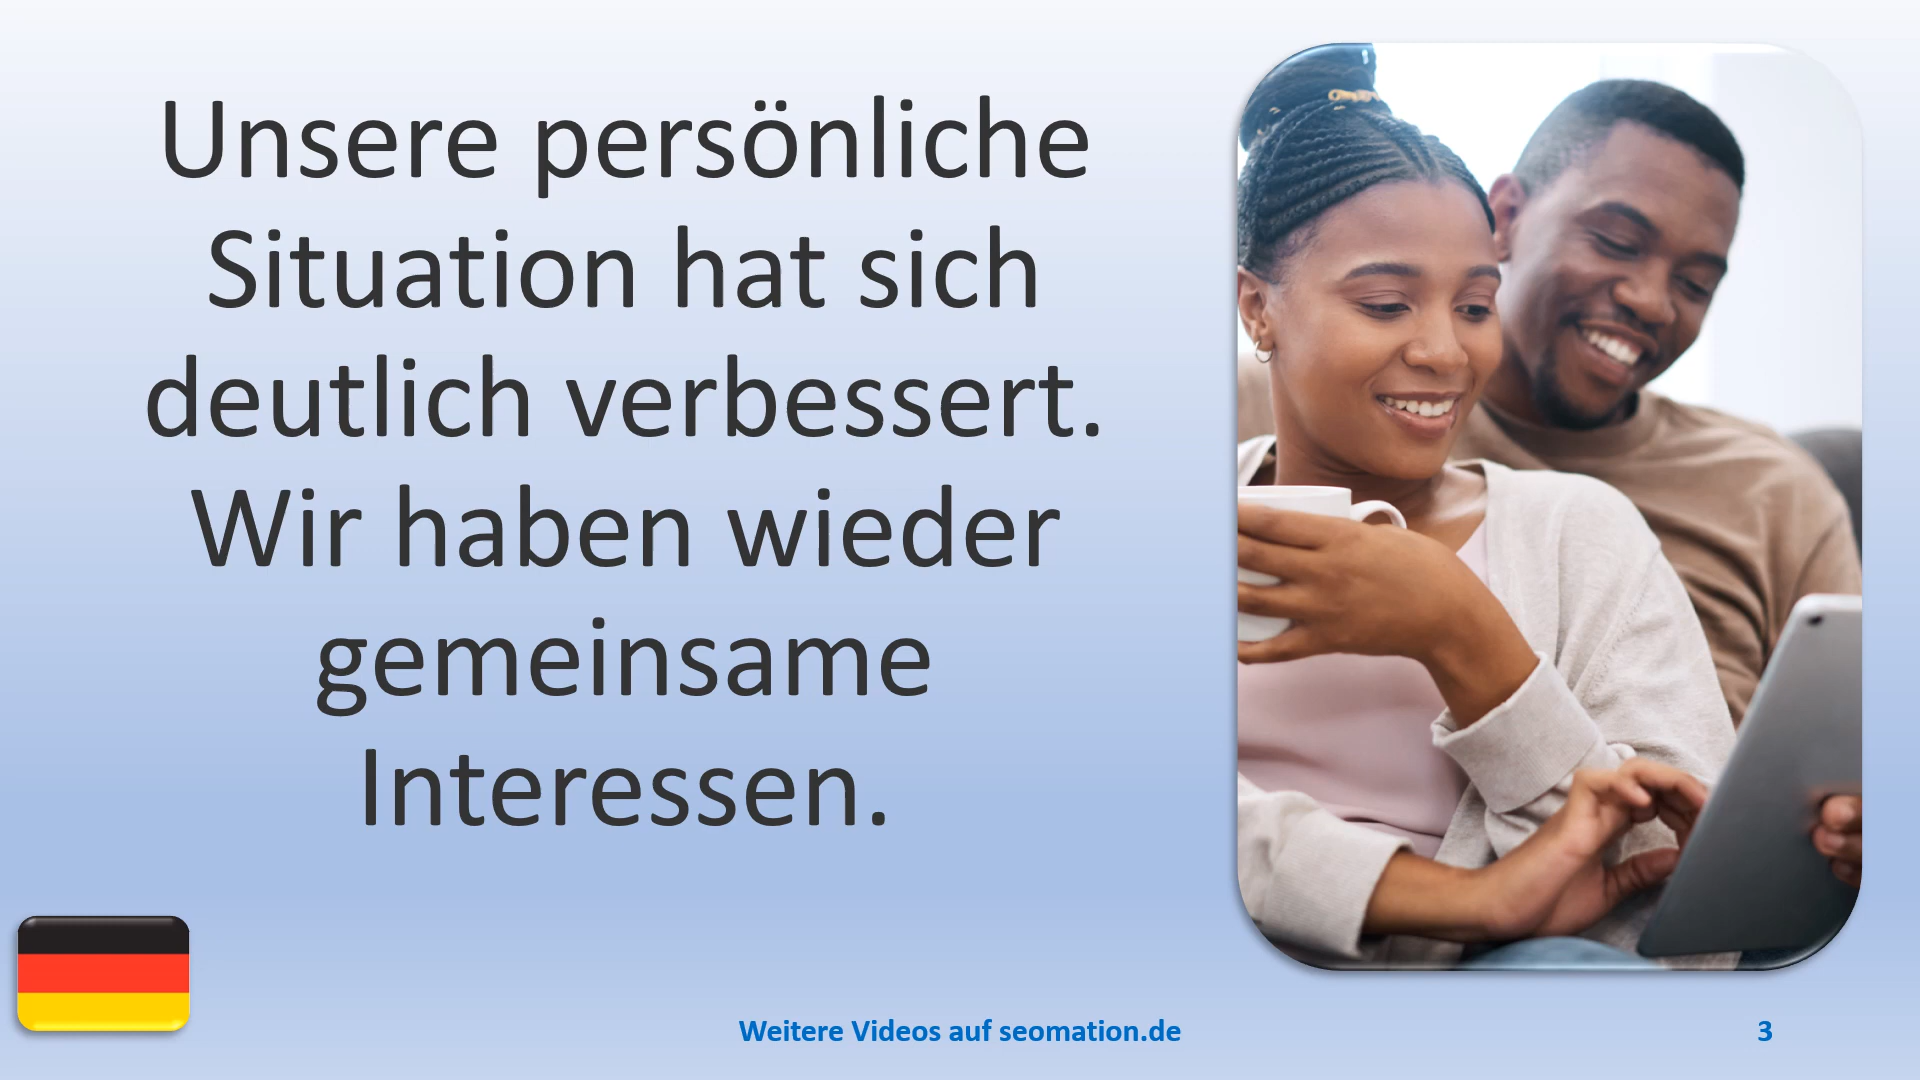 Unsere persönliche
Situation hat sich
deutlich verbessert.
Wir haben wieder
gemeinsame
Interessen.
Weitere Videos auf seomation.de
3